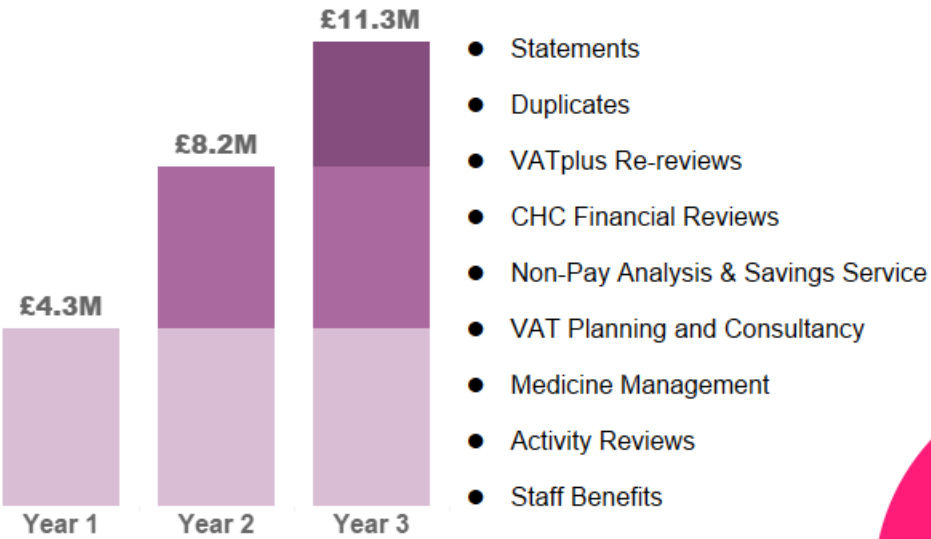 £11.3M
£8.2M
£4.3M
Year 1
Year 2
Year 3
● Statements
● Duplicates
● VATplus Re-reviews
● CHC Financial Reviews
● Non-Pay Analysis & Savings Service
● VAT Planning and Consultancy
● Medicine Management
● Activity Reviews
● Staff Benefits